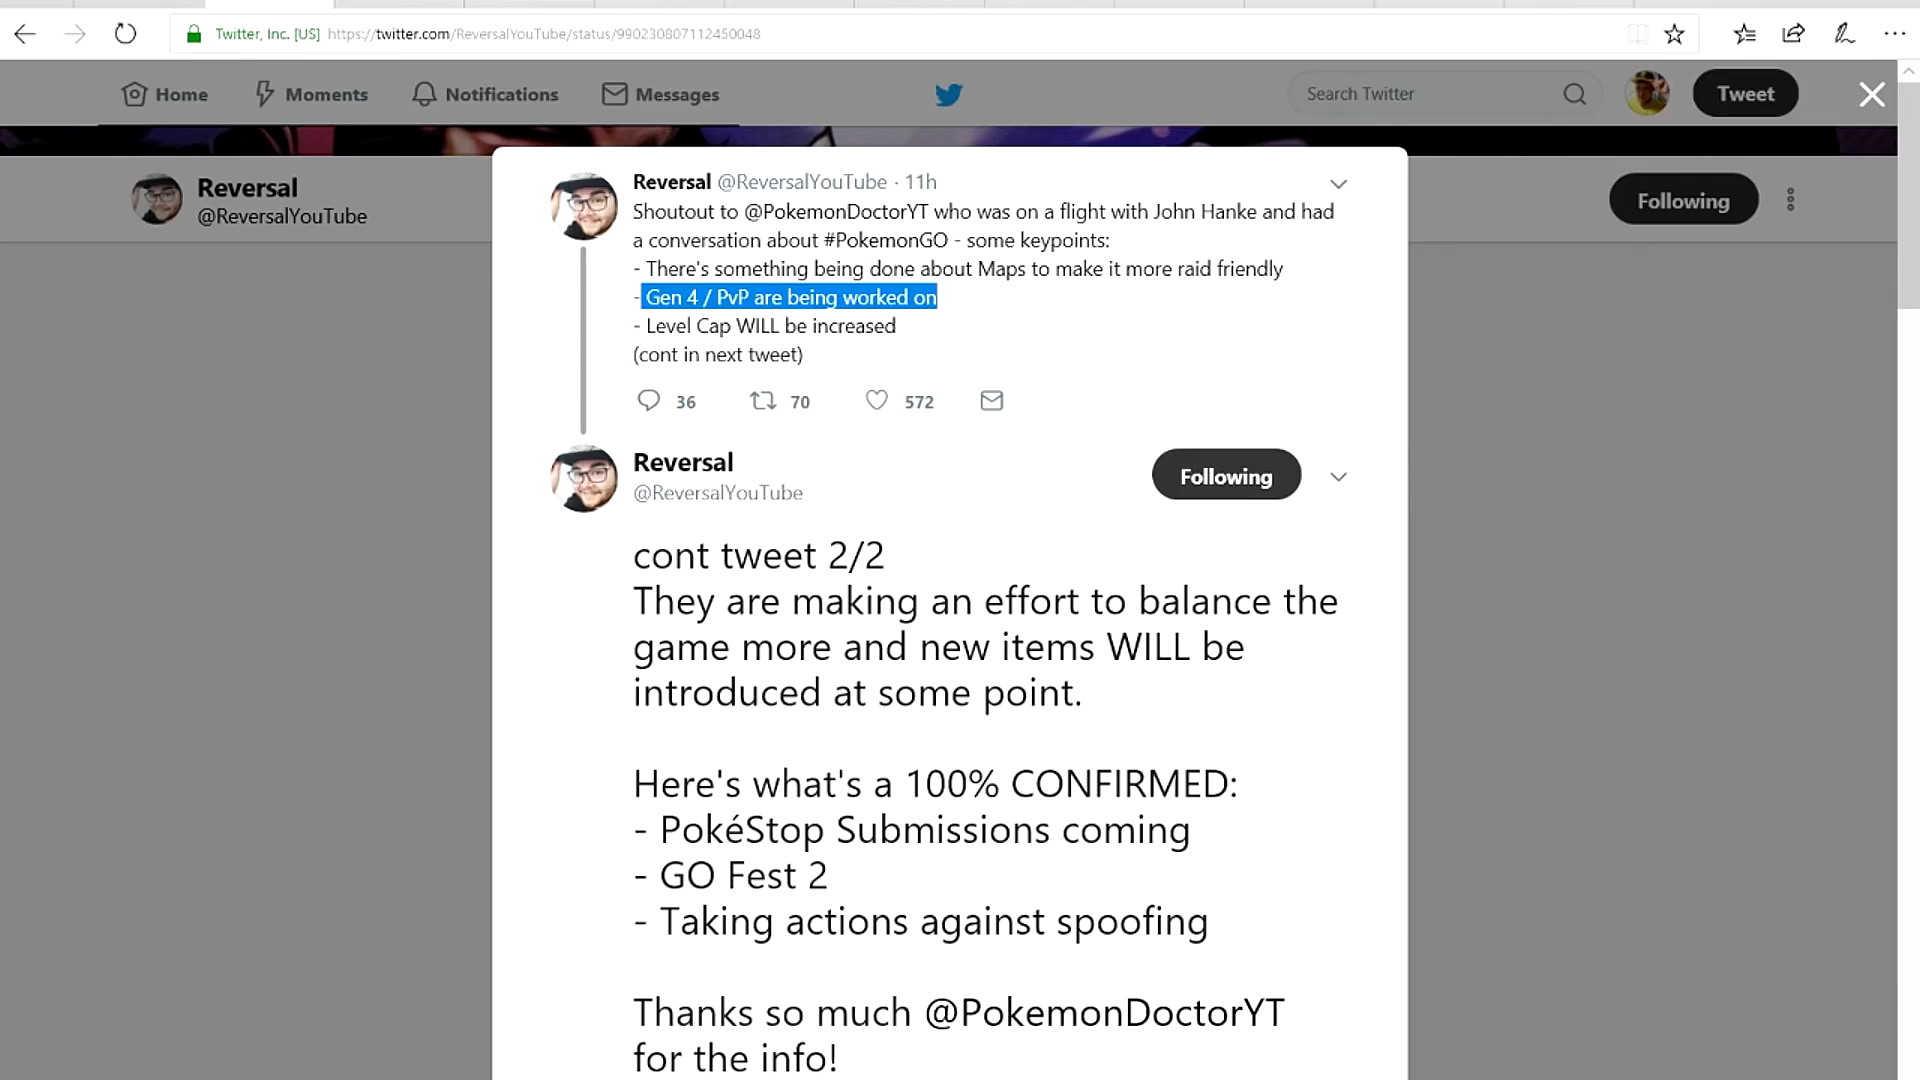 Twitter, Inc. [US] https://twitter.com/ReversalYouTube/status/990230807112450048
Home Moments Notifications Messages Search Twitter Tweet
Reversal
@ReversalYouTube
Following
Reversal @ReversalYouTube · 11h
Shoutout to @PokemonDoctorYT who was on a flight with John Hanke and had
a conversation about #PokemonGO - some keypoints:
- There's something being done about Maps to make it more raid friendly
- Gen 4 / PvP are being worked on
- Level Cap WILL be increased
(cont in next tweet)
36 70 572
Reversal
@ReversalYouTube
Following
cont tweet 2/2
They are making an effort to balance the
game more and new items WILL be
introduced at some point.
Here's what's a 100% CONFIRMED:
- PokéStop Submissions coming
- GO Fest 2
- Taking actions against spoofing
Thanks so much @PokemonDoctorYT
for the info!